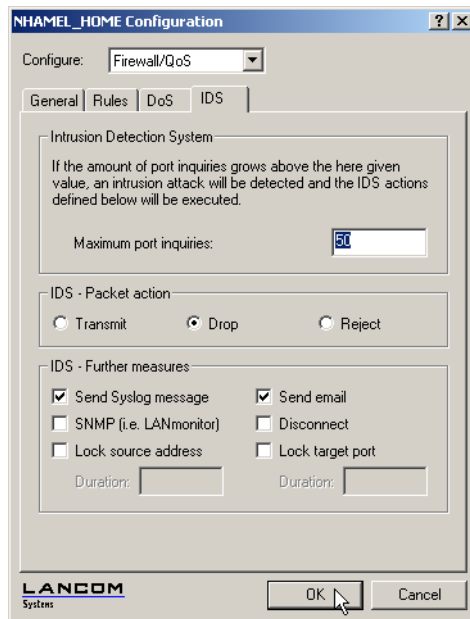 NHAMEL_HOME Configuration
Configure: Firewall/QoS
General Rules DoS IDS
Intrusion Detection System
If the amount of port inquiries grows above the here given
value, an intrusion attack will be detected and the IDS actions
defined below will be executed.
Maximum port inquiries: 50
IDS - Packet action
Transmit Drop Reject
IDS - Further measures
Send Syslog message Send email
SNMP (i.e. LANmonitor) Disconnect
Lock source address Lock target port
Duration: Duration:
LANCOM
Systems
OK Cancel